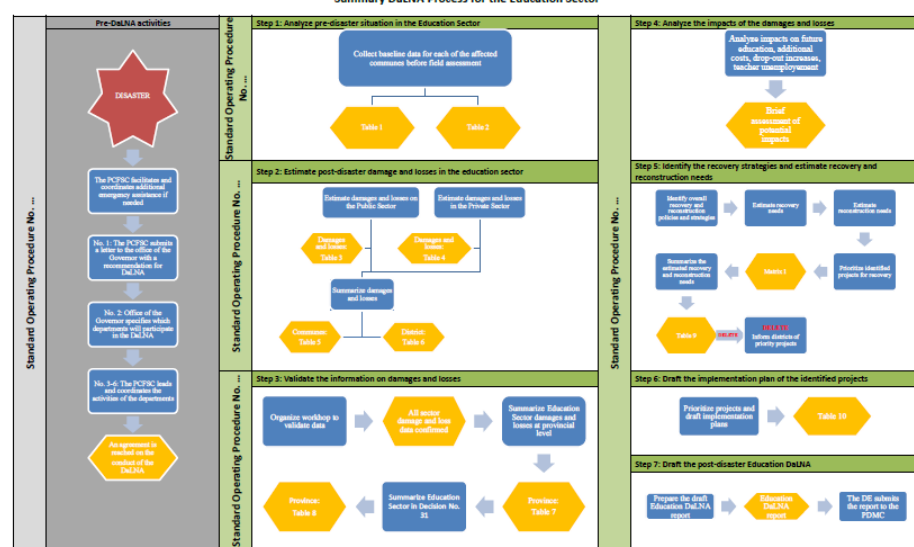 Summary DaLNA Process for the Education Sector
Pre-DaLNA activities
Standard Operating Procedure No. ...
DISASTER
The PCFSC facilitates and
coordinates additional
emergency assistance if
needed
No. 1: The PCFSC submits
a letter to the office of the
Governor with a
recommendation for
DaLNA
No. 2: Office of the
Governor specifies which
departments will participate
in the DaLNA
No. 3-6: The PCFSC leads
and coordinates the
activities of the departments
An agreement is
reached on the
conduct of the
DaLNA
Standard Operating Procedure
No. ...
Step 1: Analyze pre-disaster situation in the Education Sector
Collect baseline data for each of the affected
communes before field assessment
Table 1
Table 2
Standard Operating Procedure No. ...
Step 2: Estimate post-disaster damage and losses in the education sector
Estimate damages and losses on
the Public Sector
Estimate damages and losses
in the Private Sector
Damages
and losses:
Table 3
Damages
and losses:
Table 4
Summarize damages
and losses
Communes:
Table 5
District:
Table 6
Standard Operating Procedure No. ...
Step 3: Validate the information on damages and losses
Organize workhop to
validate data
All sector
damage and loss
data confirmed
Summarize Education
Sector damages and
losses at provincial
level
Province:
Table 8
Summarize Education
Sector in Decision No.
31
Province:
Table 7
Standard Operating Procedure No. ...
Step 4: Analyze the impacts of the damages and losses
Analyze impacts on future
education, additional
costs, drop-out increases,
teacher unemployement
Brief
assessment of
potential
impacts
Step 5: Identify the recovery strategies and estimate recovery and
reconstruction needs
Identify overall
recovery and
reconstruction
policies and strategies
Estimate recovery
needs
Estimate
reconstruction needs
Summarize the
estimated recovery
and reconstruction
needs
Matrix 1
Prioritize identified
projects for recovery
Table 9
DELETE
DELETE
Inform districts of
priority projects
Step 6: Draft the implementation plan of the identified projects
Prioritize projects and
draft implementation
plans
Table 10
Step 7: Draft the post-disaster Education DaLNA
Prepare the draft
Education DaLNA
report
Education
DaLNA
report
The DE submits
the report to the
PDMC